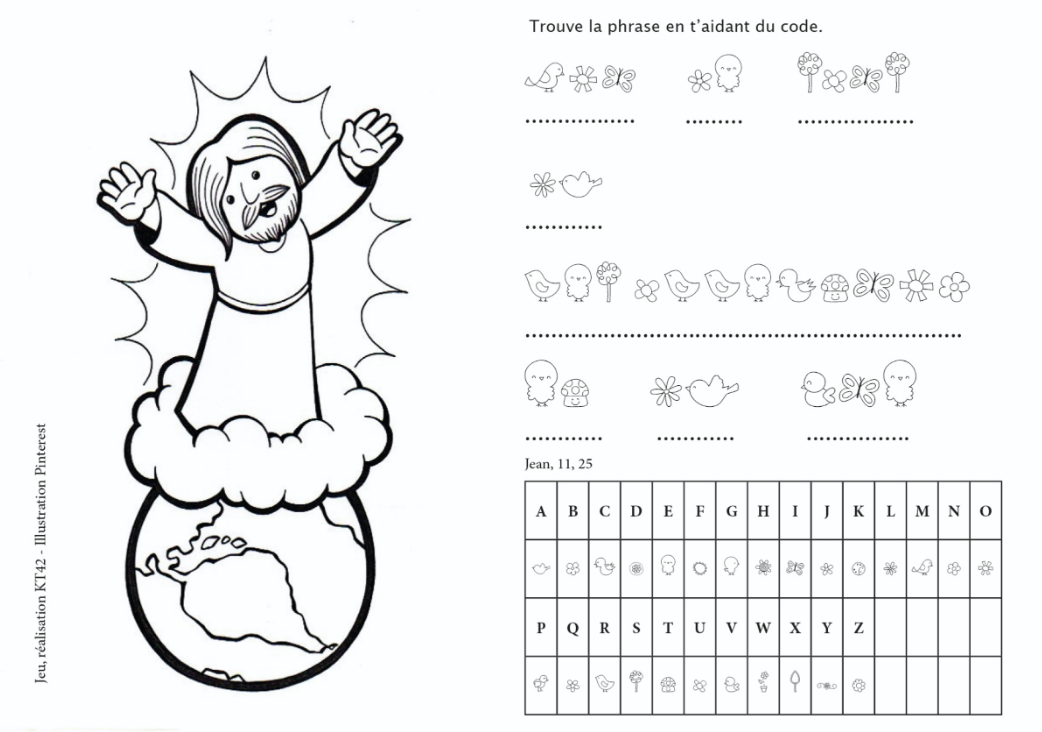 Trouve la phrase en t'aidant du code.
Jean, 11, 25
A B C D E F G H I J K L M N O
P Q R S T U V W X Y Z
Jeu, réalisation KT42 - Illustration Pinterest